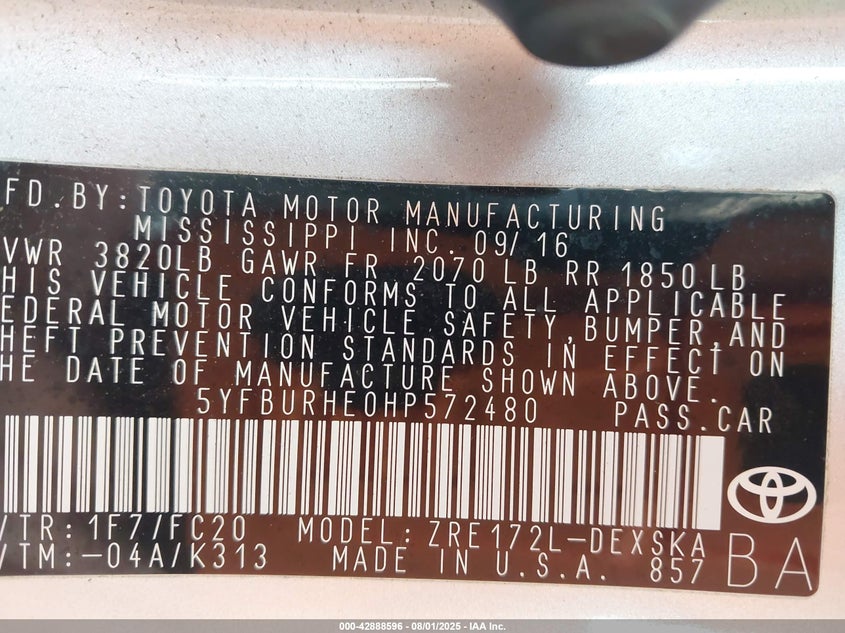 FD.BY:TOYOTA MOTOR MANUFACTURING
MISSISSIPPI INC. 09/16
VWR 3820LB GAWR FR 2070 LB RR 1850 LB
HIS VEHICLE CONFORMS TO ALL APPLICABLE
EDERAL MOTOR VEHICLE SAFETY,BUMPER,AND
HEFT PREVENTION STANDARDS IN EFFECT ON
HE DATE OF MANUFACTURE SHOWN ABOVE.
5YFBURHE0HP572480 PASS.CAR
/TR:1F7/FC20 MODEL:ZRE172L-DEXSKA
/TM:-04A/K313 MADE IN U.S.A. 857 BA
000-42888596 - 08/01/2025 - IAA Inc.